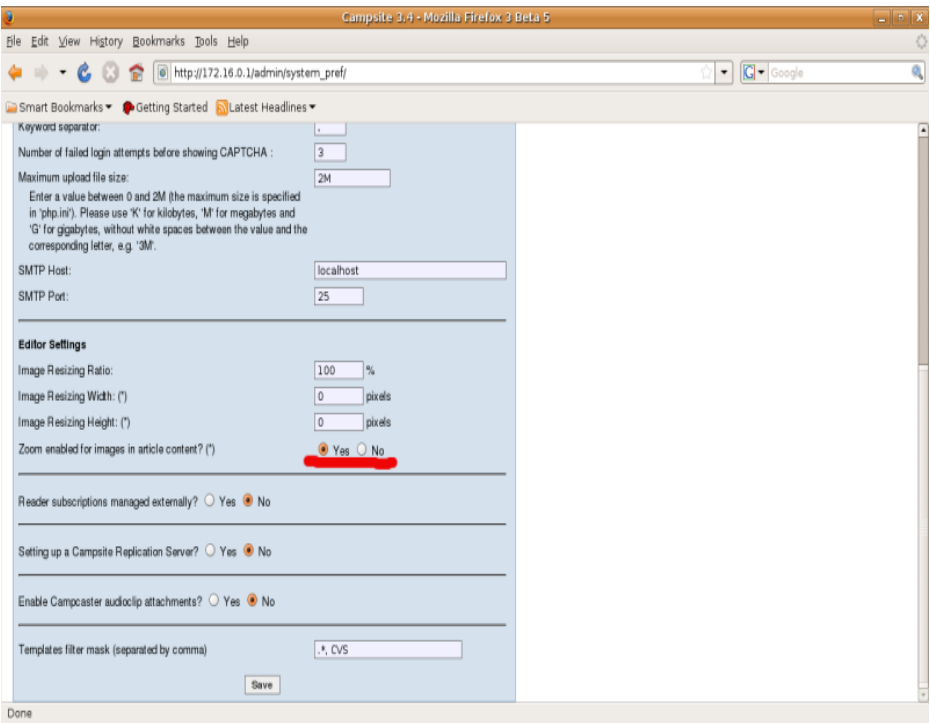 Campsite 3.4 - Mozilla Firefox 3 Beta 5
File Edit View History Bookmarks Tools Help
http://172.16.0.1/admin/system_pref/
Google
Smart Bookmarks Getting Started Latest Headlines
Keyword separator: ,
Number of failed login attempts before showing CAPTCHA : 3
Maximum upload file size: 2M
Enter a value between 0 and 2M (the maximum size is specified
in 'php.ini'). Please use 'K' for kilobytes, 'M' for megabytes and
'G' for gigabytes, without white spaces between the value and the
corresponding letter, e.g. '3M'.
SMTP Host: localhost
SMTP Port: 25
Editor Settings
Image Resizing Ratio: 100 %
Image Resizing Width: (*) 0 pixels
Image Resizing Height: (*) 0 pixels
Zoom enabled for images in article content? (*) Yes No
Reader subscriptions managed externally? Yes No
Setting up a Campsite Replication Server? Yes No
Enable Campcaster audioclip attachments? Yes No
Templates filter mask (separated by comma) .*, CVS
Save
Done